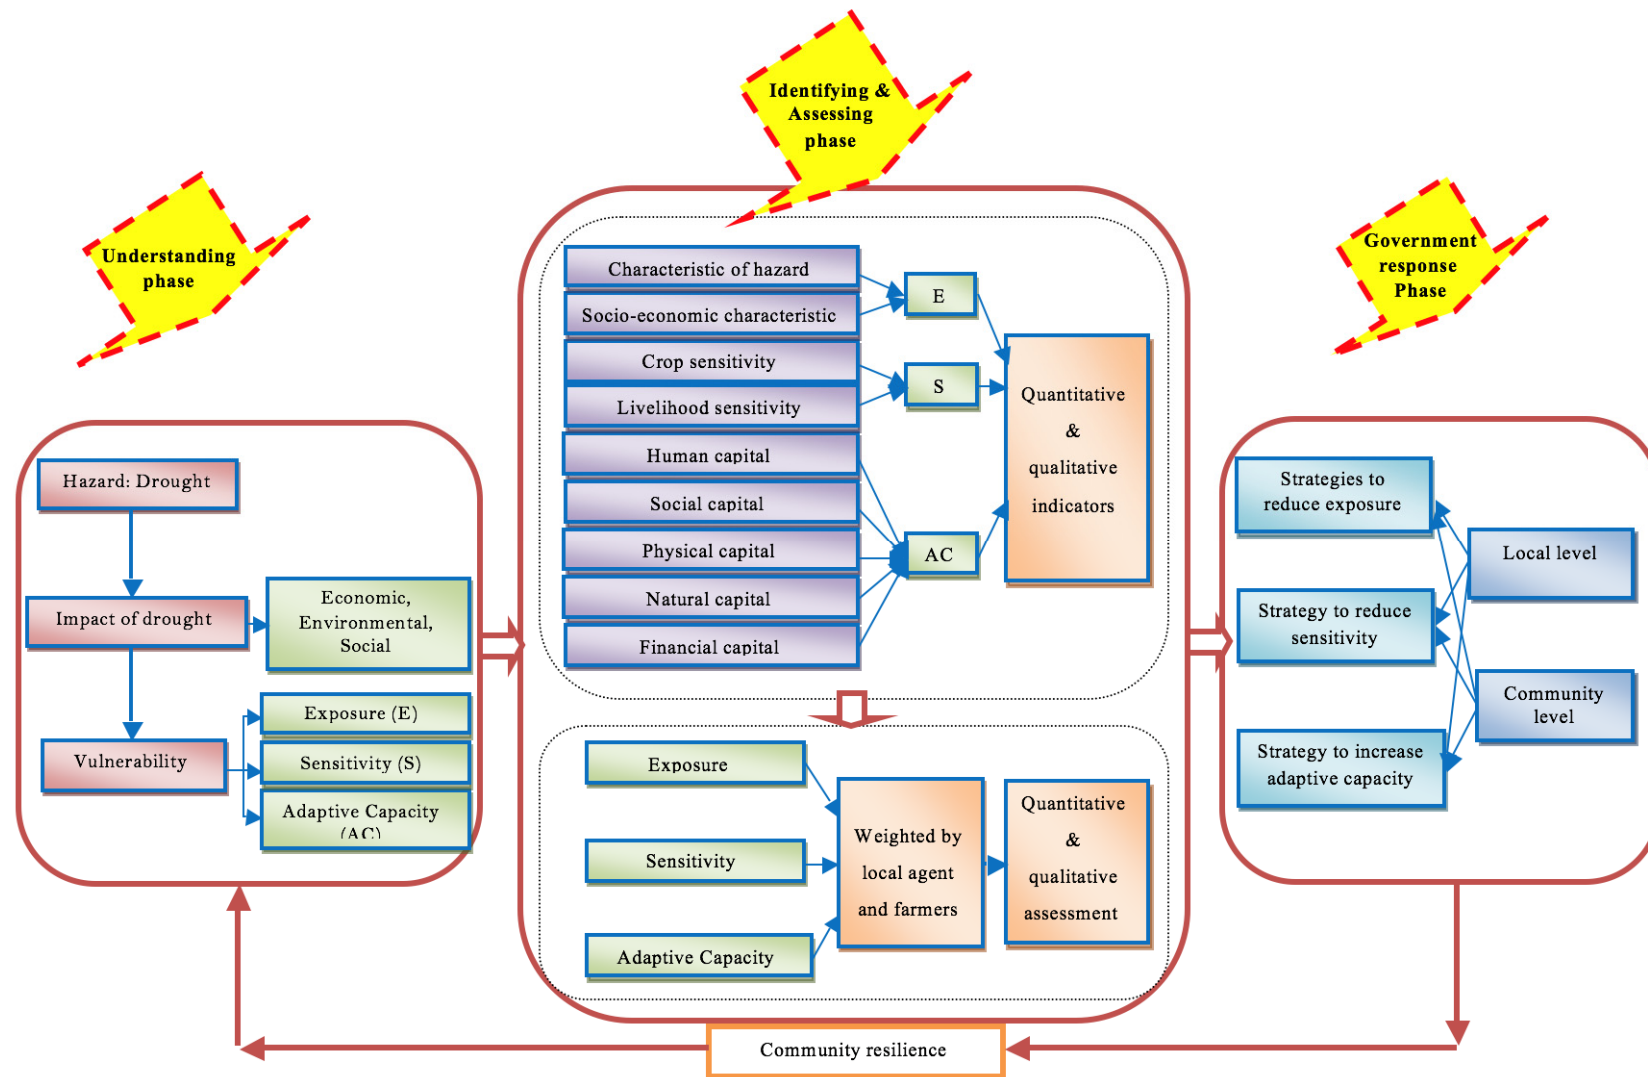 Identifying &
Assessing
phase
Understanding
phase
Government
response
Phase
Hazard: Drought
Impact of drought
Economic,
Environmental,
Social
Vulnerability
Exposure (E)
Sensitivity (S)
Adaptive Capacity
(AC)
Characteristic of hazard
Socio-economic characteristic
Crop sensitivity
Livelihood sensitivity
Human capital
Social capital
Physical capital
Natural capital
Financial capital
E
S
AC
Quantitative
&
qualitative
indicators
Exposure
Sensitivity
Adaptive Capacity
Weighted by
local agent
and farmers
Quantitative
&
qualitative
assessment
Strategies to
reduce exposure
Strategy to reduce
sensitivity
Strategy to increase
adaptive capacity
Local level
Community
level
Community resilience